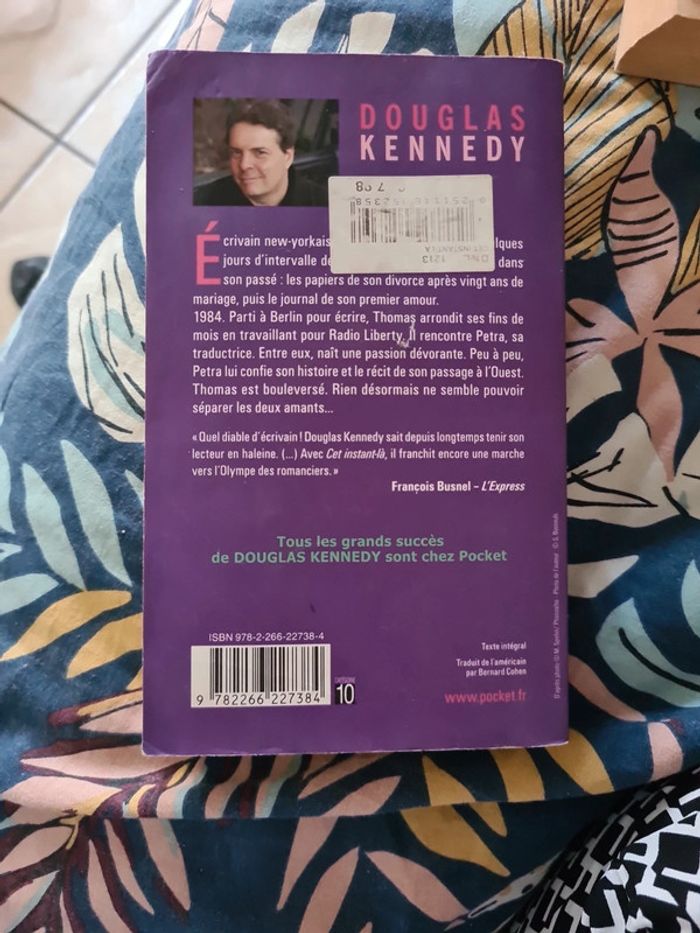 DOUGLAS
KENNEDY
Écrivain new-yorkais
elques
jours d'intervalle
dans
son passé : les papiers de son divorce après vingt ans de
mariage, puis le journal de son premier amour.
1984. Parti à Berlin pour écrire, Thomas arrondit ses fins de
mois en travaillant pour Radio Liberty. Il rencontre Petra, sa
traductrice. Entre eux, naît une passion dévorante. Peu à peu,
Petra lui confie son histoire et le récit de son passage à l'Ouest.
Thomas est bouleversé. Rien désormais ne semble pouvoir
séparer les deux amants...
« Quel diable d'écrivain ! Douglas Kennedy sait depuis longtemps tenir son
lecteur en haleine. (...) Avec Cet instant-là, il franchit encore une marche
vers l'Olympe des romanciers. »
François Busnel – L'Express
Tous les grands succès
de DOUGLAS KENNEDY sont chez Pocket
ISBN 978-2-266-22738-4
9 782266 227384
10
Texte intégral
Traduit de l'américain
par Bernard Cohen
www.pocket.fr
CET INSTANT LA
1213